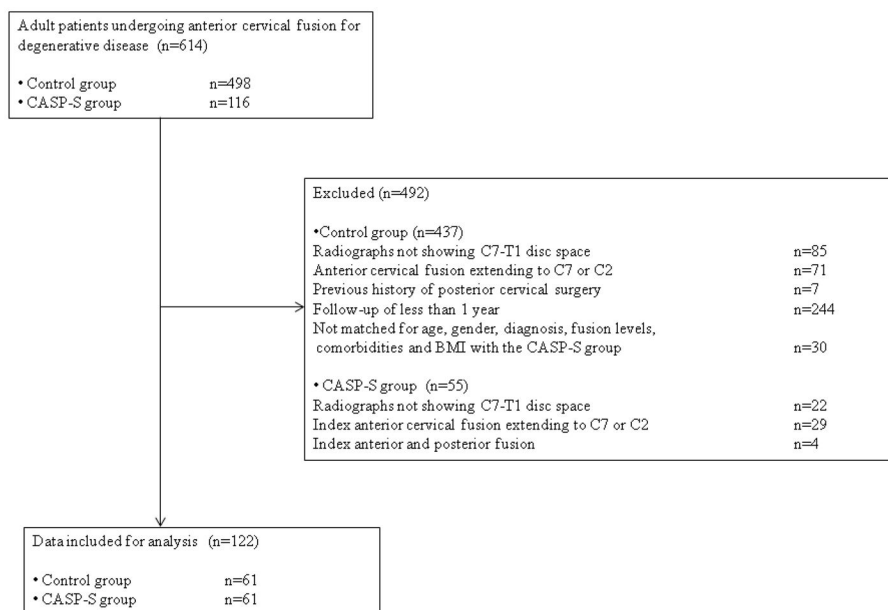 Adult patients undergoing anterior cervical fusion for
degenerative disease (n=614)
• Control group n=498
• CASP-S group n=116
Excluded (n=492)
•Control group (n=437)
Radiographs not showing C7-T1 disc space n=85
Anterior cervical fusion extending to C7 or C2 n=71
Previous history of posterior cervical surgery n=7
Follow-up of less than 1 year n=244
Not matched for age, gender, diagnosis, fusion levels,
comorbidities and BMI with the CASP-S group n=30
• CASP-S group (n=55)
Radiographs not showing C7-T1 disc space n=22
Index anterior cervical fusion extending to C7 or C2 n=29
Index anterior and posterior fusion n=4
Data included for analysis (n=122)
• Control group n=61
• CASP-S group n=61